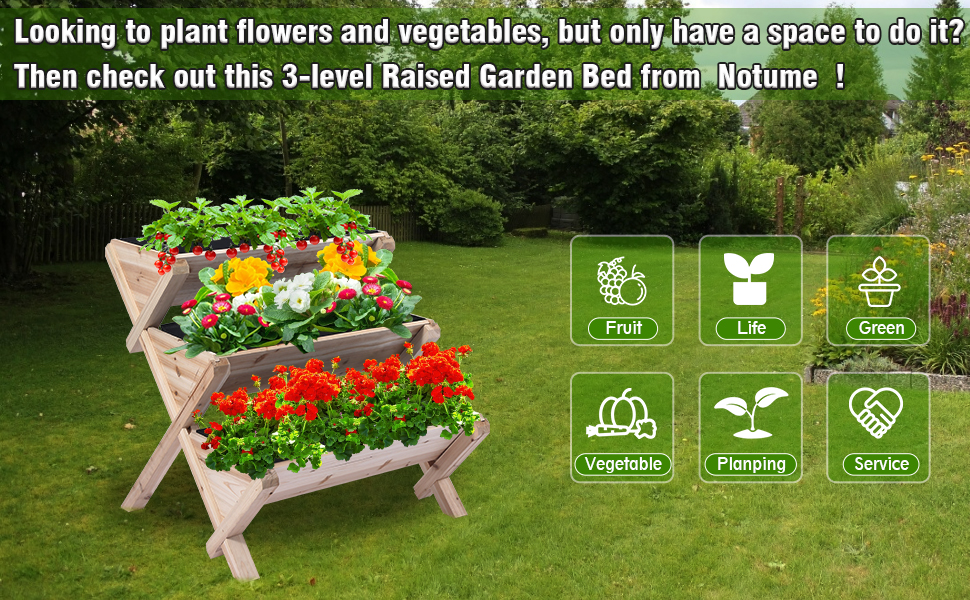 Looking to plant flowers and vegetables, but only have a space to do it?
Then check out this 3-level Raised Garden Bed from Notume !
Fruit
Life
Green
Vegetable
Planping
Service